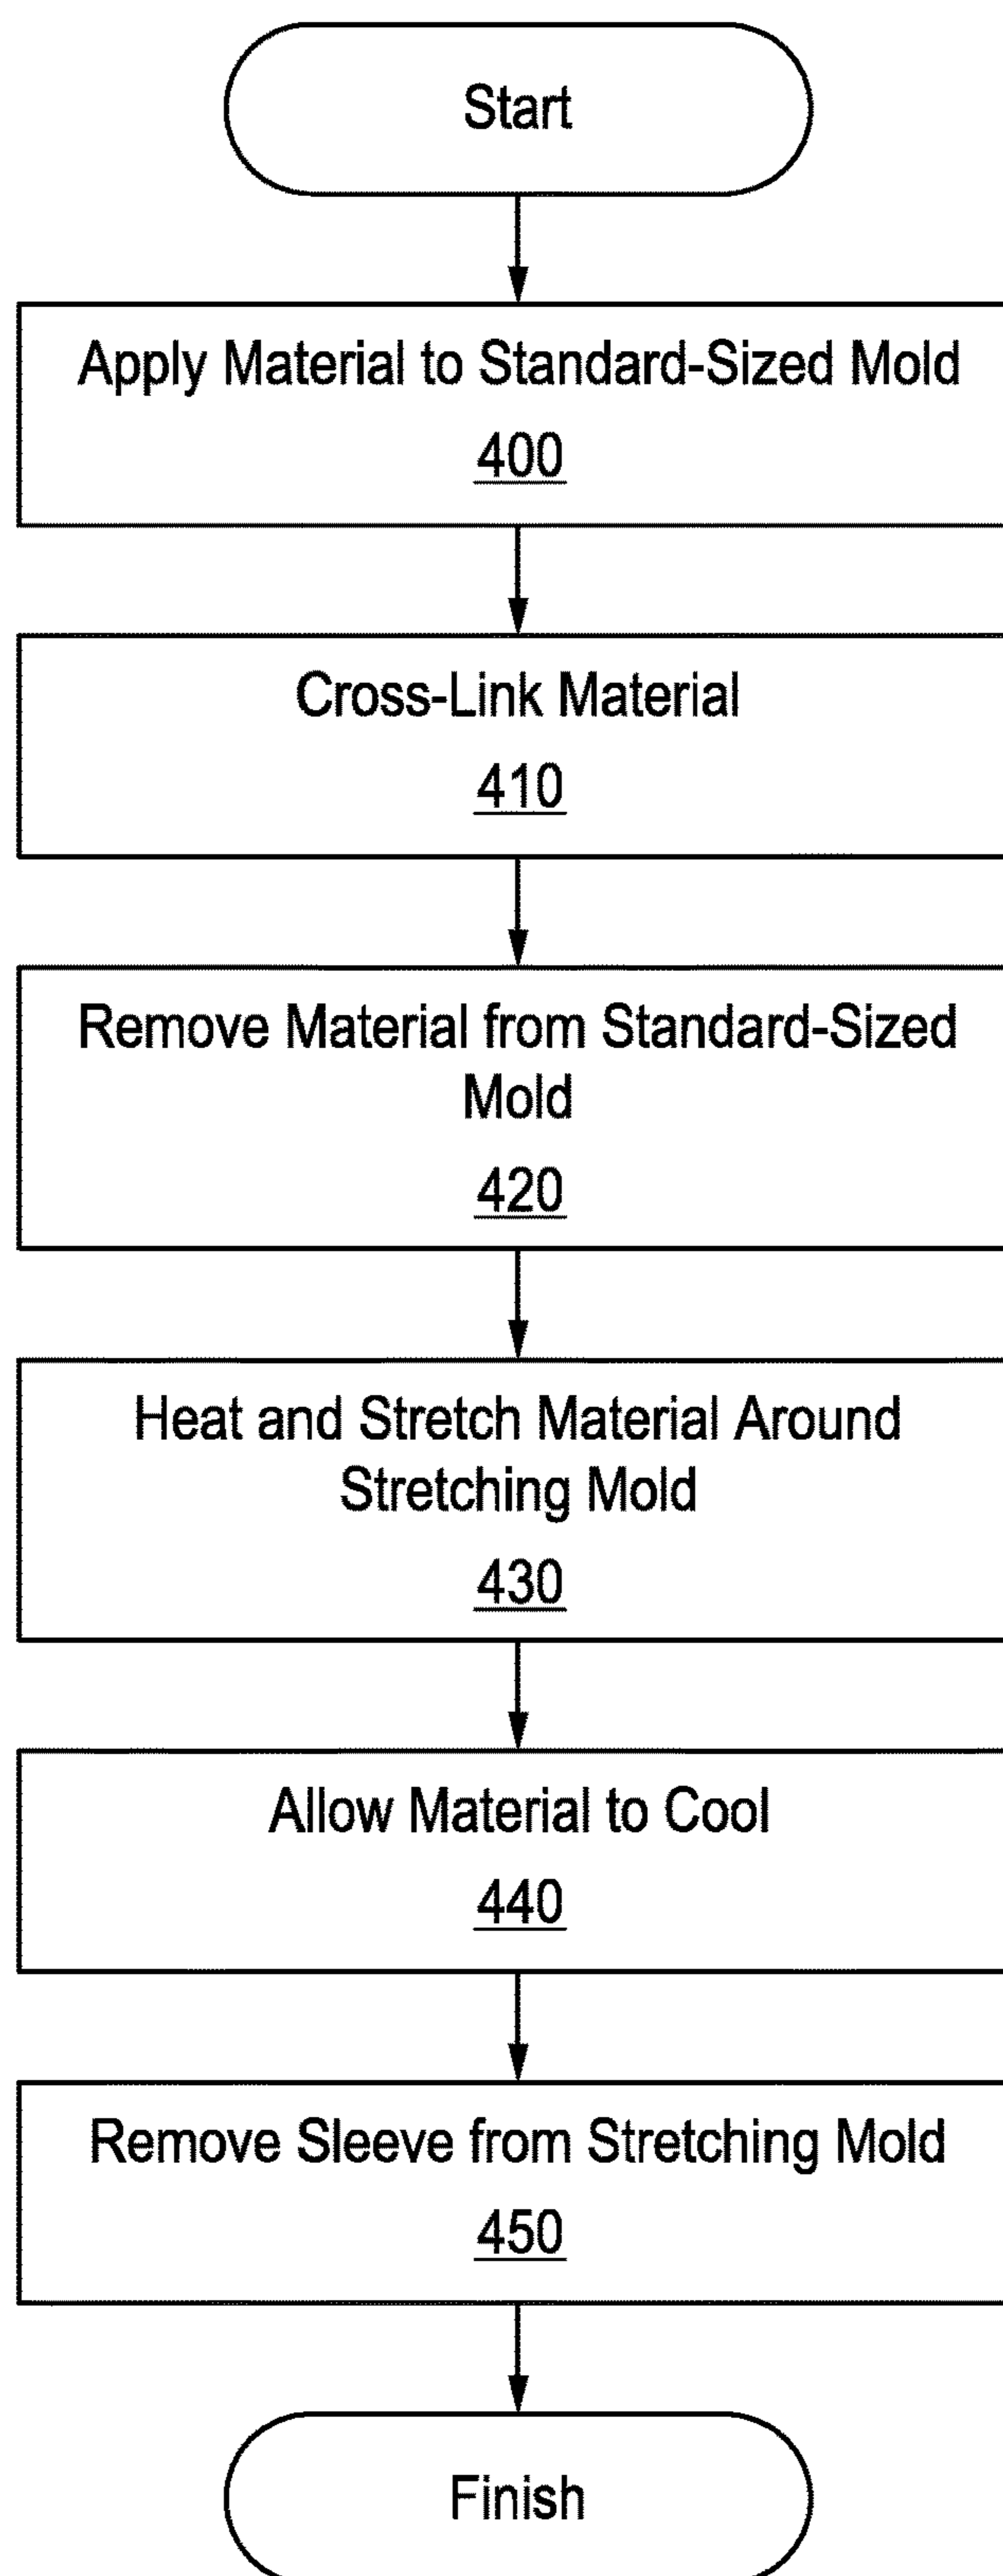 Start
Apply Material to Standard-Sized Mold
400
Cross-Link Material
410
Remove Material from Standard-Sized
Mold
420
Heat and Stretch Material Around
Stretching Mold
430
Allow Material to Cool
440
Remove Sleeve from Stretching Mold
450
Finish